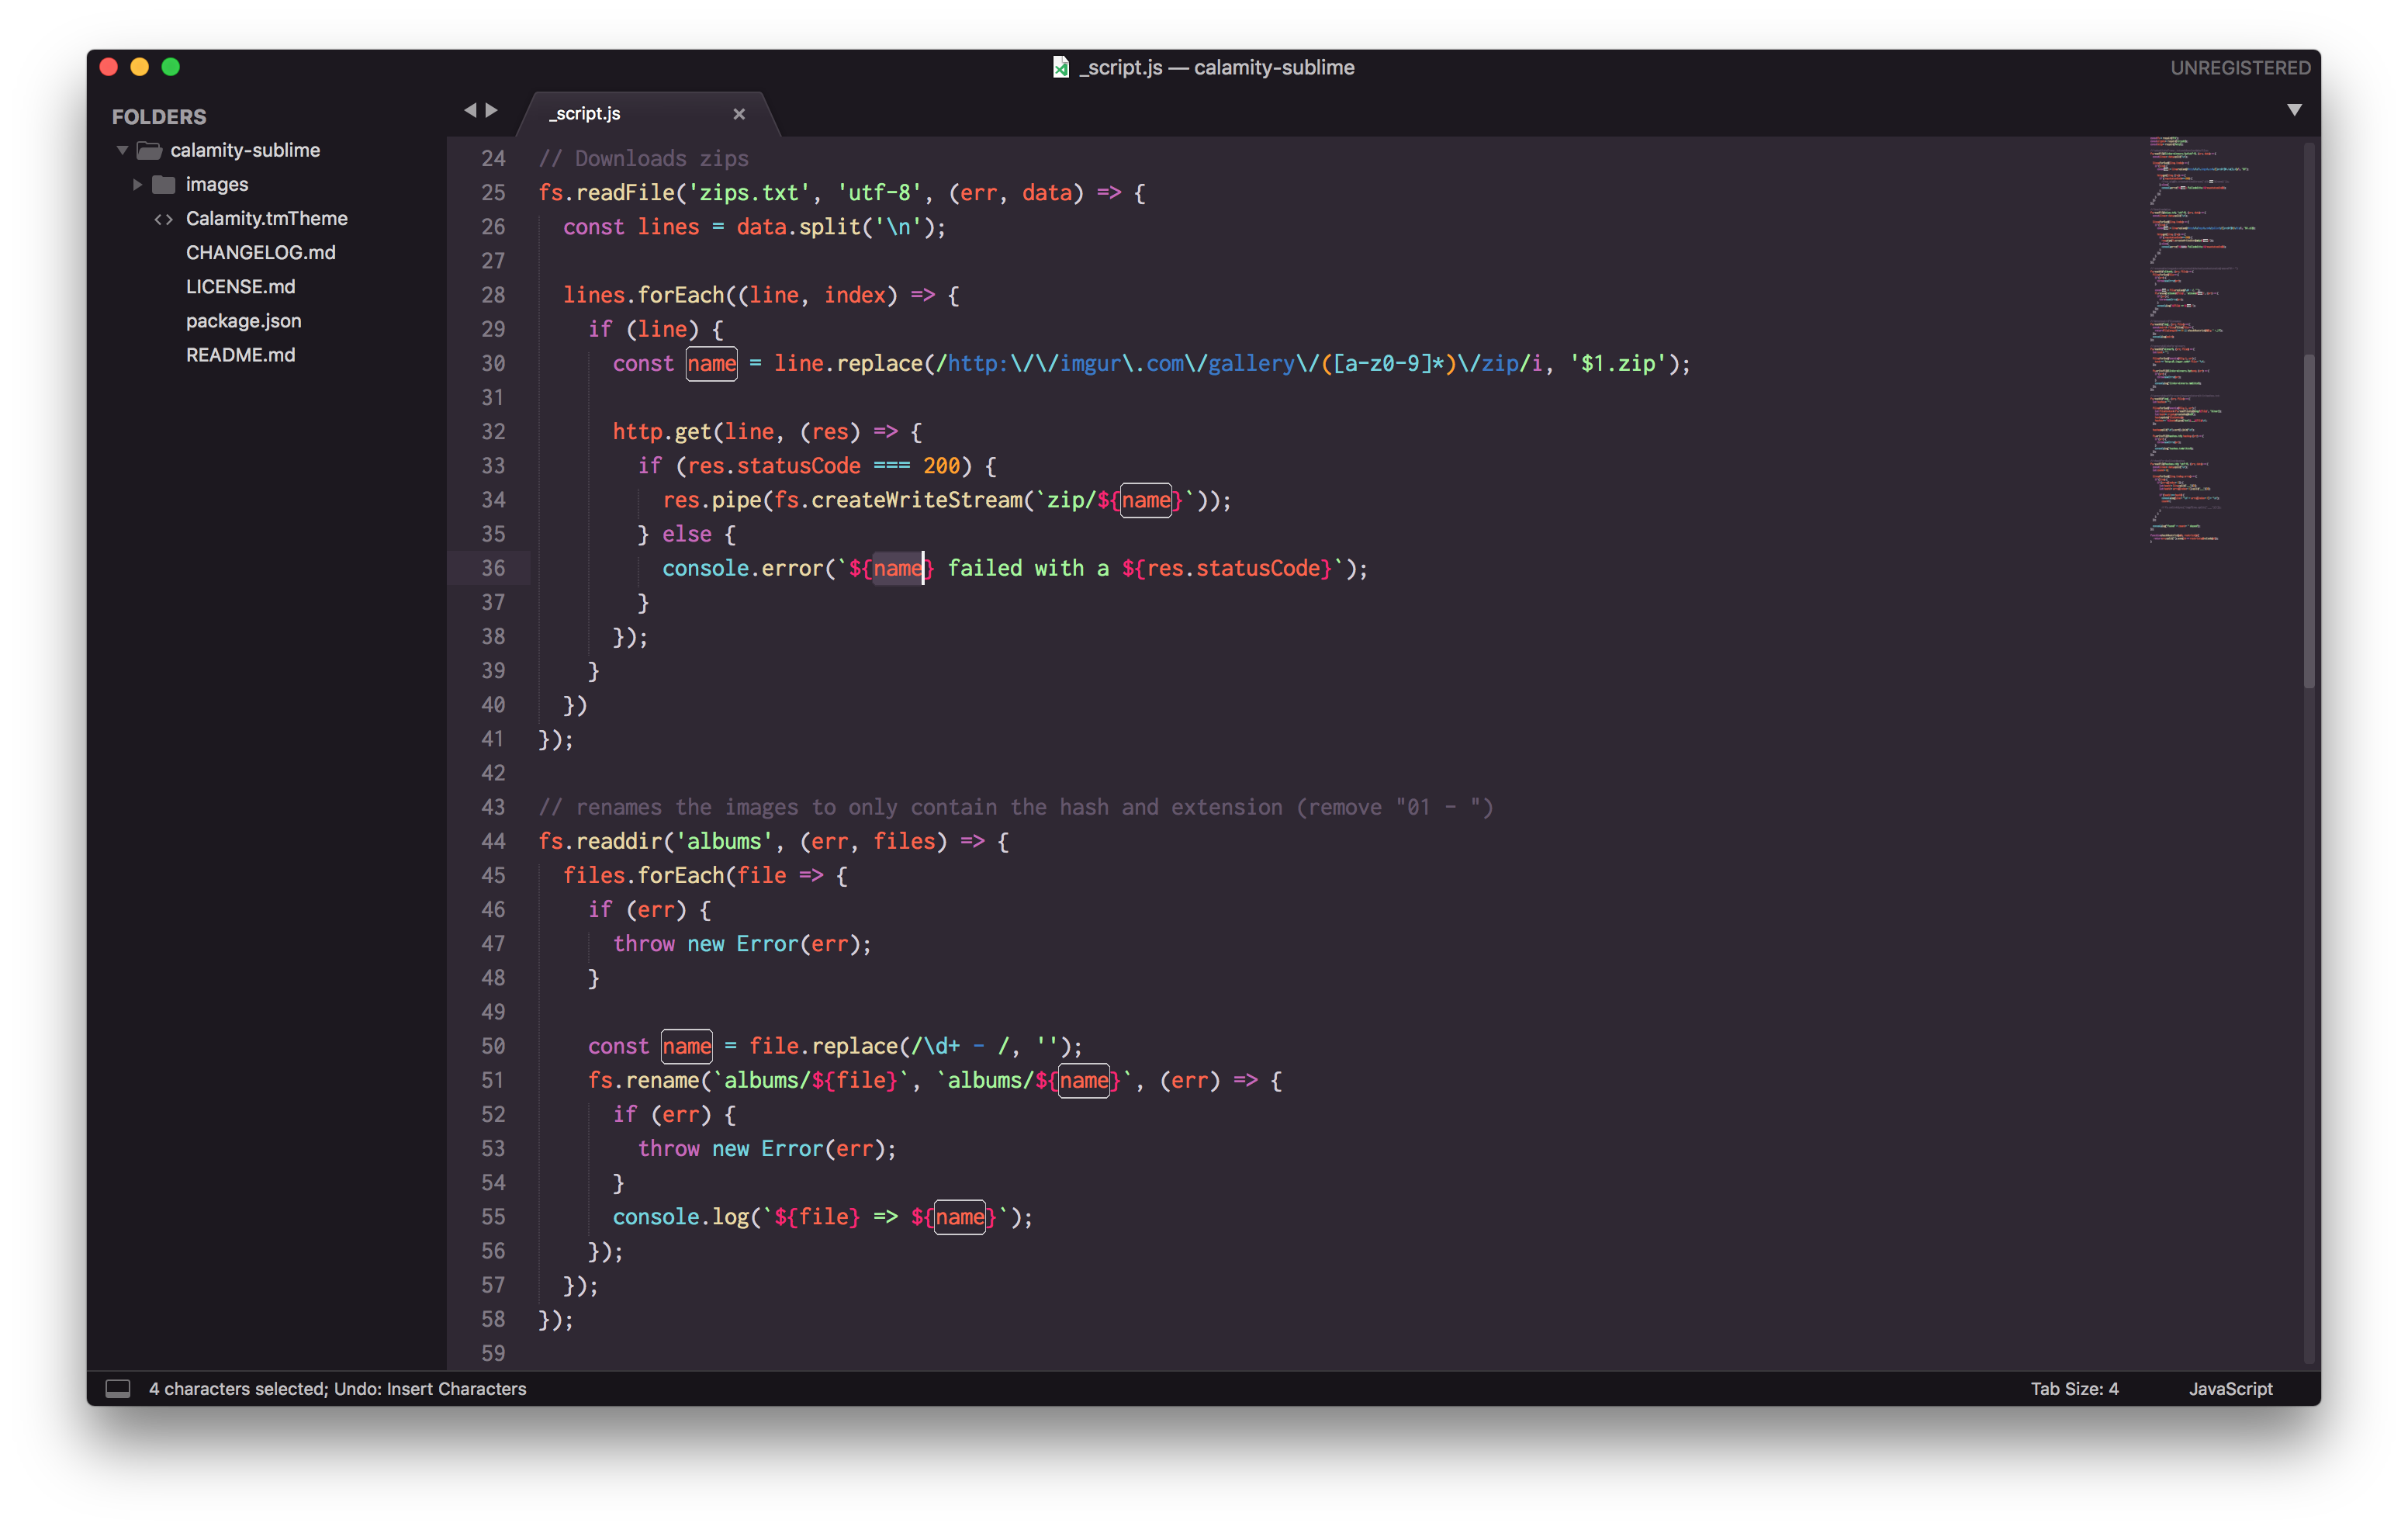 _script.js — calamity-sublime
UNREGISTERED
FOLDERS
calamity-sublime
images
<> Calamity.tmTheme
CHANGELOG.md
LICENSE.md
package.json
README.md
_script.js ×
24 // Downloads zips
25 fs.readFile('zips.txt', 'utf-8', (err, data) => {
26   const lines = data.split('\n');
27
28   lines.forEach((line, index) => {
29     if (line) {
30       const name = line.replace(/http:\/\/imgur\.com\/gallery\/([a-z0-9]*)\/zip/i, '$1.zip');
31
32       http.get(line, (res) => {
33         if (res.statusCode === 200) {
34           res.pipe(fs.createWriteStream(`zip/${name}`));
35         } else {
36           console.error(`${name} failed with a ${res.statusCode}`);
37         }
38       });
39     }
40   })
41 });
42
43 // renames the images to only contain the hash and extension (remove "01 - ")
44 fs.readdir('albums', (err, files) => {
45   files.forEach(file => {
46     if (err) {
47       throw new Error(err);
48     }
49
50     const name = file.replace(/\d+ - /, '');
51     fs.rename(`albums/${file}`, `albums/${name}`, (err) => {
52       if (err) {
53         throw new Error(err);
54       }
55       console.log(`${file} => ${name}`);
56     });
57   });
58 });
59
4 characters selected; Undo: Insert Characters
Tab Size: 4
JavaScript